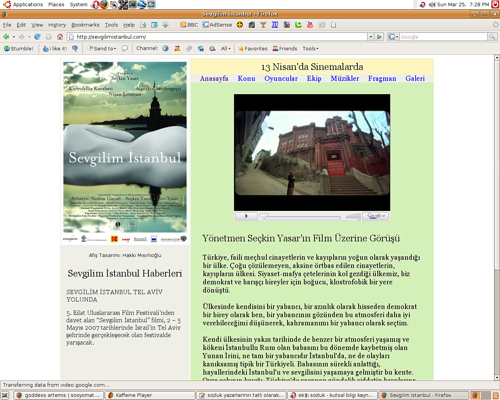 Applications Places System
Sun Mar 25, 7:28 PM
Sevgilim İstanbul - Firefox
File Edit View History Bookmarks Tools Help BBC AdSense
http://sevgilimistanbul.com/
Google
Stumble! I like it! Send to Channel: All Favorites Friends Tools
13 Nisan'da Sinemalarda
Anasayfa Konu Oyuncular Ekip Müzikler Fragman Galeri
Seçkin Yasar
Sevgilim İstanbul
Afiş Tasarımı: Hakkı Mısırlıoğlu
Sevgilim İstanbul Haberleri
SEVGİLİM İSTANBUL TEL AVİV
YOLUNDA
5. Eilat Uluslararası Film Festivali'nden
davet alan "Sevgilim İstanbul" filmi, 2 – 5
Mayıs 2007 tarihlerinde İsrail'in Tel Aviv
şehrinde gerçekleşecek olan festivalde
yarışacak.
Yönetmen Seçkin Yasar'ın Film Üzerine Görüşü
Türkiye, faili meçhul cinayetlerin ve kayıpların yoğun olarak yaşandığı
bir ülke. Çoğu çözülemeyen, aksine örtbas edilen cinayetlerin,
kayıpların ülkesi. Siyaset-mafya çetelerinin kol gezdiği ülkemiz, biz
demokrat ve barışçı bireyler için boğucu, klostrofobik bir yere
dönüştü.
Ülkesinde kendisini bir yabancı, bir azınlık olarak hisseden demokrat
bir birey olarak ben, bir yabancının gözünden bu atmosferi daha iyi
verebileceğimi düşünerek, kahramanımı bir yabancı olarak seçtim.
Kendi ülkesinin yakın tarihinde de benzer bir atmosferi yaşamış ve
kökeni İstanbullu Rum olan babasını bu dönemde kaybetmiş olan
Yunan İrini, ne tam bir yabancıdır İstanbul'da, ne de olayları
kanıksamış tipik bir Türkiyeli. Babasının sürekli anlattığı,
hayallerindeki İstanbul'u ve sevgilisini yaşamaya gelmiştir bu kente.
Transferring data from video.google.com...
goddess artemis | sosyomat...
Kaffeine Player
sozluk yazarlarının tatli olarak...
ekşi sozluk - kutsal bilgi kayn...
Sevgilim İstanbul - Firefox